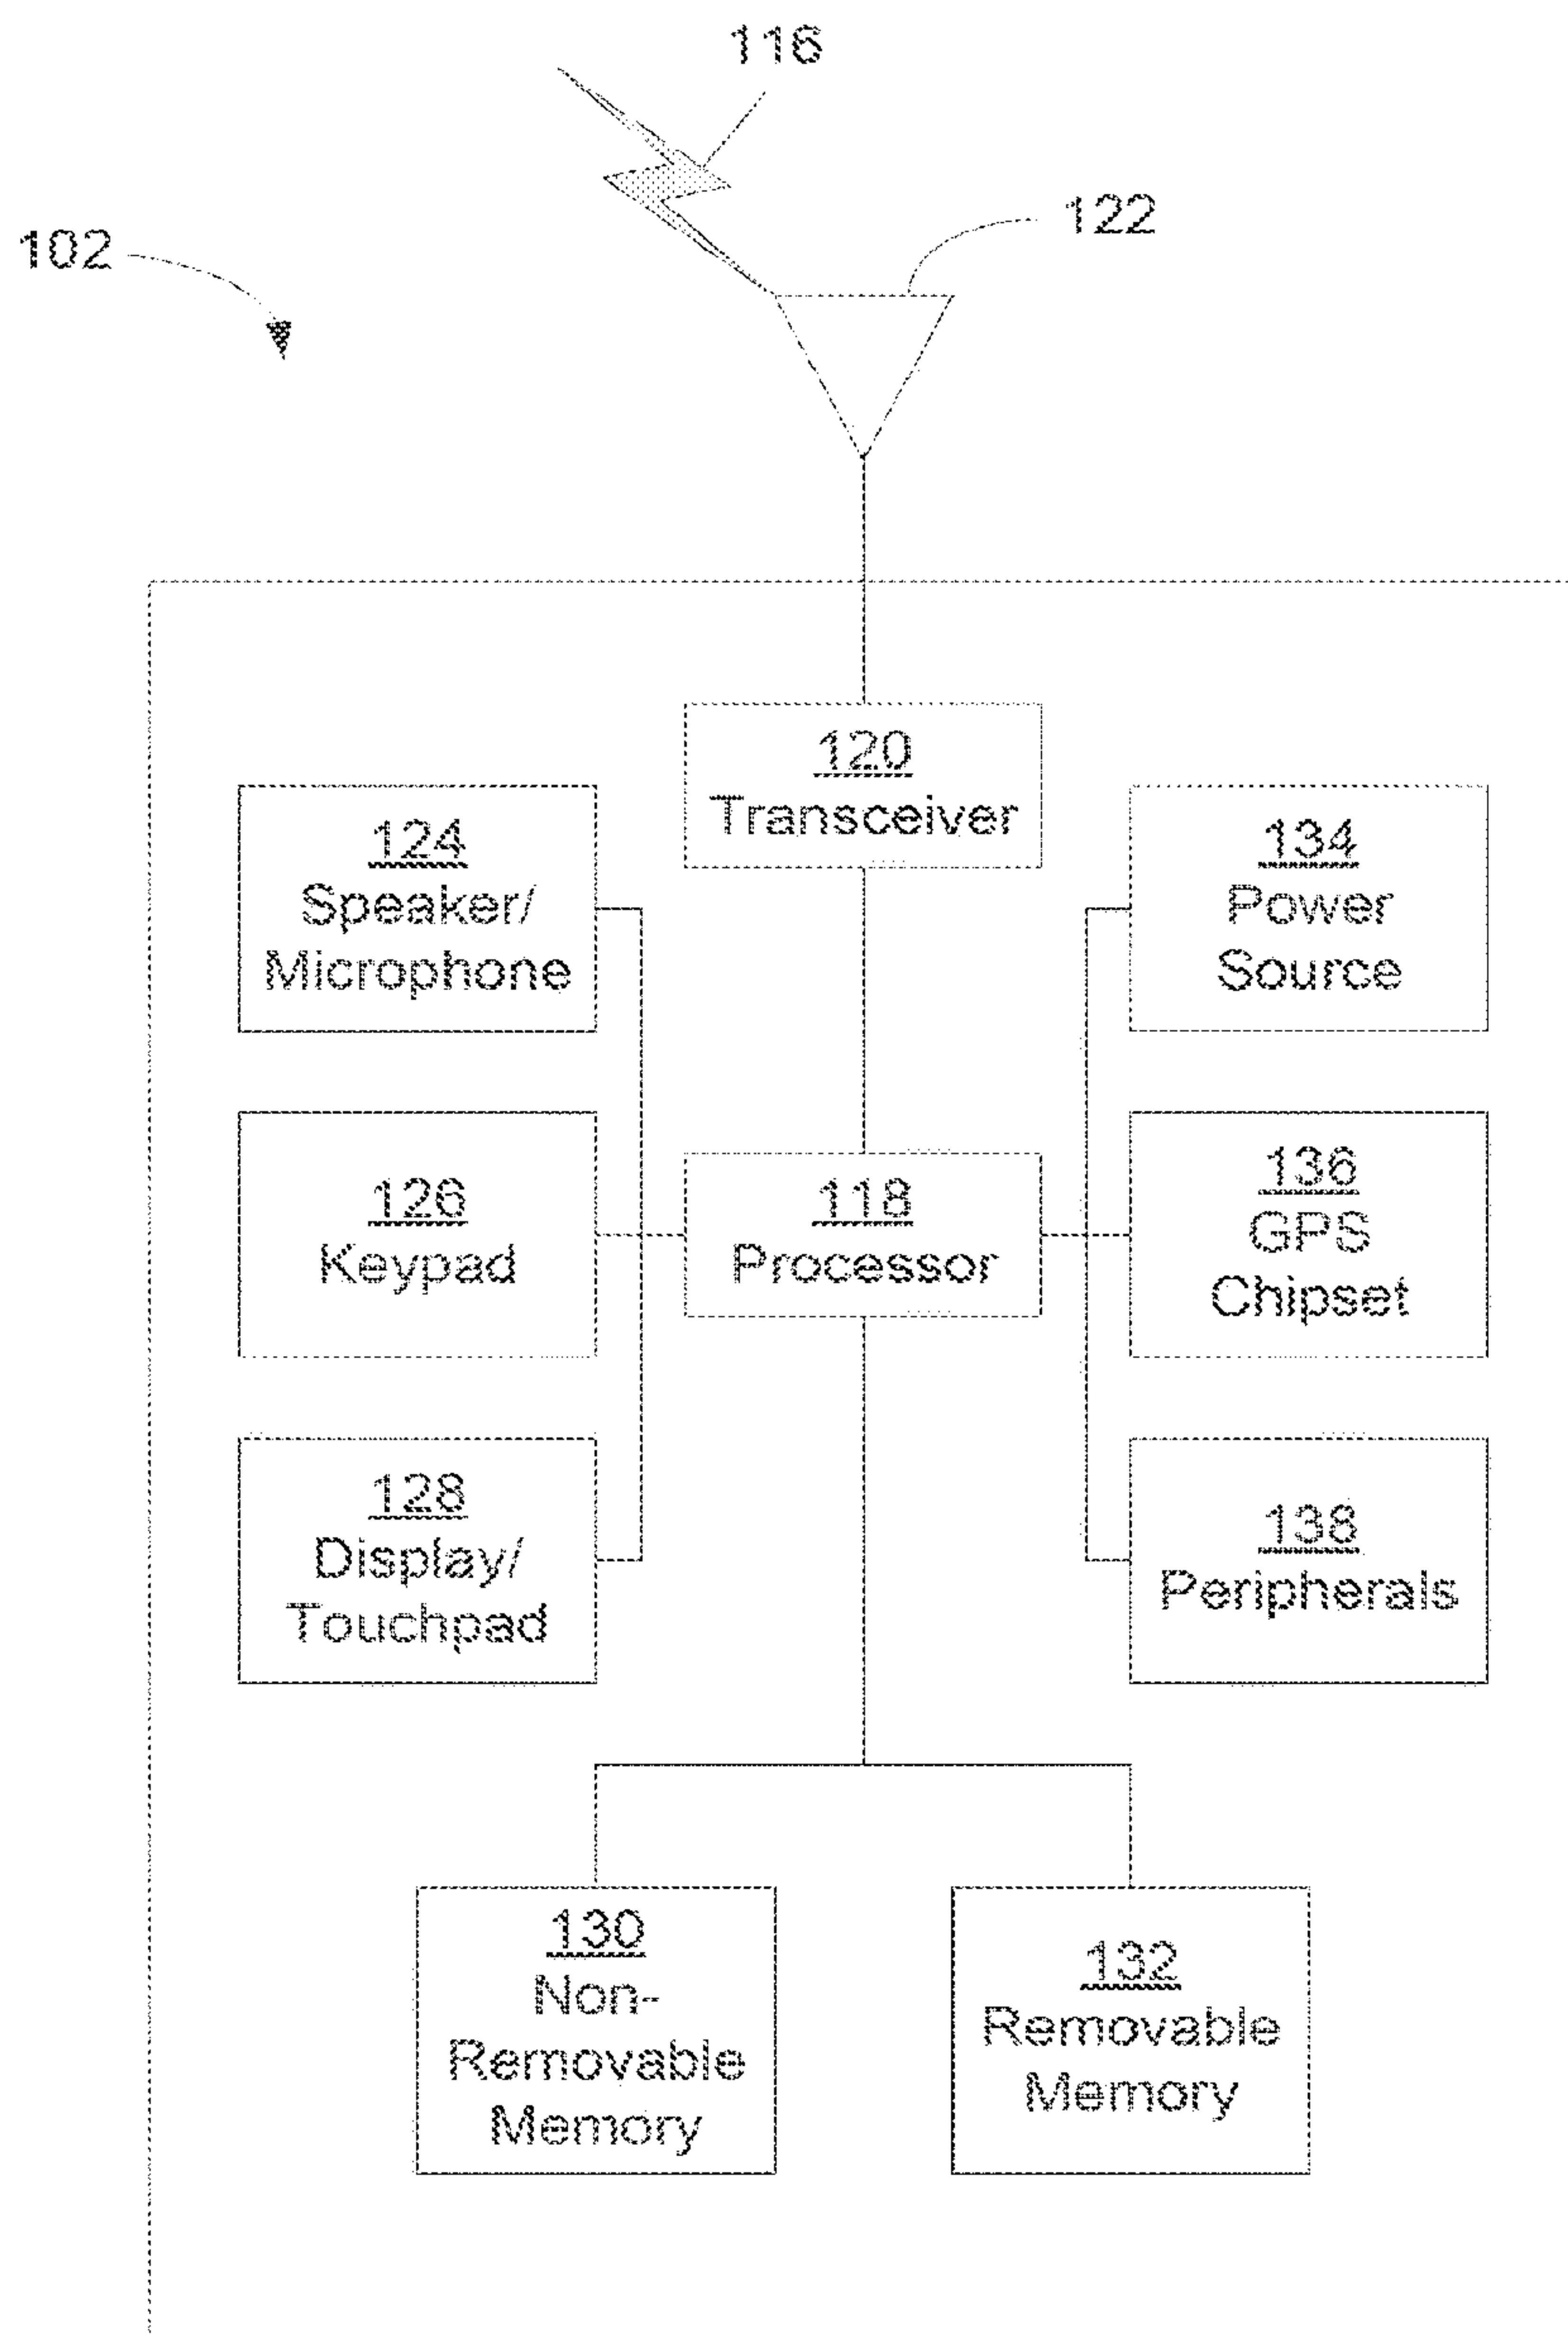 116
122
102
120
Transceiver
124
Speaker/
Microphone
134
Power
Source
126
Keypad
118
Processor
136
GPS
Chipset
128
Display/
Touchpad
138
Peripherals
130
Non-
Removable
Memory
132
Removable
Memory